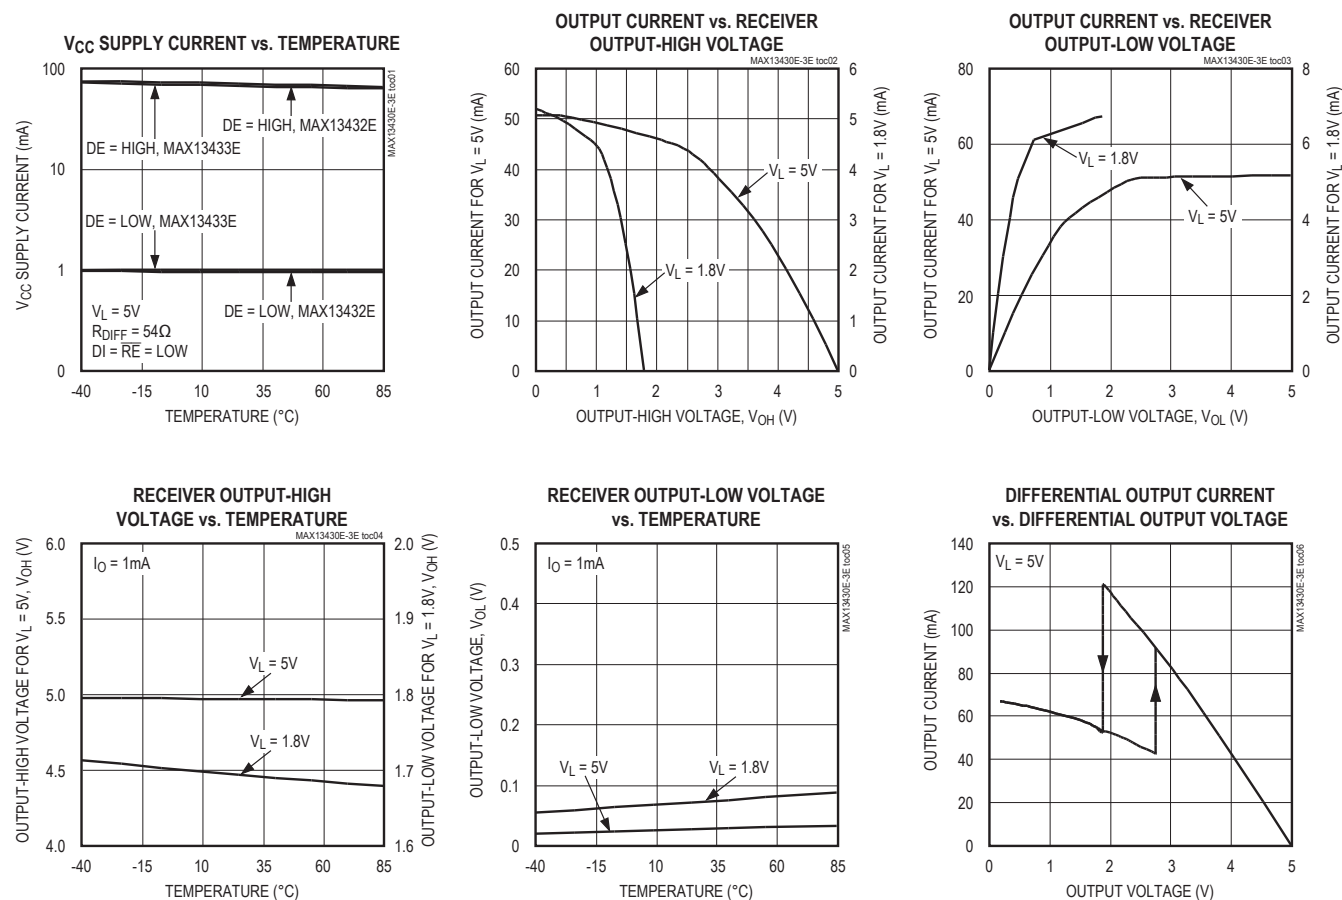 VCC SUPPLY CURRENT vs. TEMPERATURE
MAX13430E-3E toc01
VCC SUPPLY CURRENT (mA)
100
10
1
0
DE = HIGH, MAX13432E
DE = HIGH, MAX13433E
DE = LOW, MAX13433E
DE = LOW, MAX13432E
VL = 5V
RDIFF = 54Ω
DI = RE = LOW
-40 -15 10 35 60 85
TEMPERATURE (°C)
OUTPUT CURRENT vs. RECEIVER
OUTPUT-HIGH VOLTAGE
MAX13430E-3E toc02
OUTPUT CURRENT FOR VL = 5V (mA)
60
50
40
30
20
10
0
VL = 5V
VL = 1.8V
6
5
4
3
2
1
0
OUTPUT CURRENT FOR VL = 1.8V (mA)
0 1 2 3 4 5
OUTPUT-HIGH VOLTAGE, VOH (V)
OUTPUT CURRENT vs. RECEIVER
OUTPUT-LOW VOLTAGE
MAX13430E-3E toc03
OUTPUT CURRENT FOR VL = 5V (mA)
80
60
40
20
0
VL = 1.8V
VL = 5V
8
6
4
2
0
OUTPUT CURRENT FOR VL = 1.8V (mA)
0 1 2 3 4 5
OUTPUT-LOW VOLTAGE, VOL (V)
RECEIVER OUTPUT-HIGH
VOLTAGE vs. TEMPERATURE
MAX13430E-3E toc04
OUTPUT-HIGH VOLTAGE FOR VL = 5V, VOH (V)
6.0
5.5
5.0
4.5
4.0
IO = 1mA
VL = 5V
VL = 1.8V
2.0
1.9
1.8
1.7
1.6
OUTPUT-LOW VOLTAGE FOR VL = 1.8V, VOH (V)
-40 -15 10 35 60 85
TEMPERATURE (°C)
RECEIVER OUTPUT-LOW VOLTAGE
vs. TEMPERATURE
MAX13430E-3E toc05
OUTPUT-LOW VOLTAGE, VOL (V)
0.5
0.4
0.3
0.2
0.1
0
IO = 1mA
VL = 5V
VL = 1.8V
-40 -15 10 35 60 85
TEMPERATURE (°C)
DIFFERENTIAL OUTPUT CURRENT
vs. DIFFERENTIAL OUTPUT VOLTAGE
MAX13430E-3E toc06
OUTPUT CURRENT (mA)
140
120
100
80
60
40
20
0
VL = 5V
0 1 2 3 4 5
OUTPUT VOLTAGE (V)